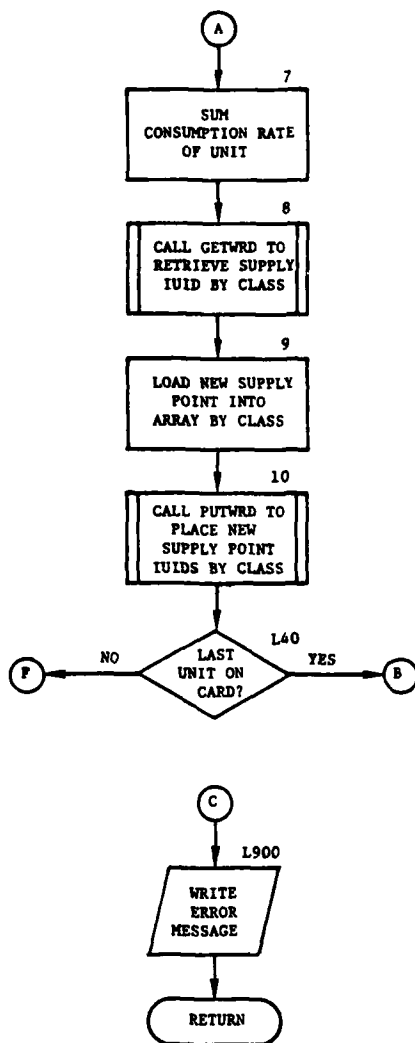 A
7
SUM
CONSUMPTION RATE
OF UNIT
8
CALL GETWRD TO
RETRIEVE SUPPLY
IUID BY CLASS
9
LOAD NEW SUPPLY
POINT INTO
ARRAY BY CLASS
10
CALL PUTWRD TO
PLACE NEW
SUPPLY POINT
IUIDS BY CLASS
L40
NO
LAST
UNIT ON
CARD?
YES
F
B
C
L900
WRITE
ERROR
MESSAGE
RETURN